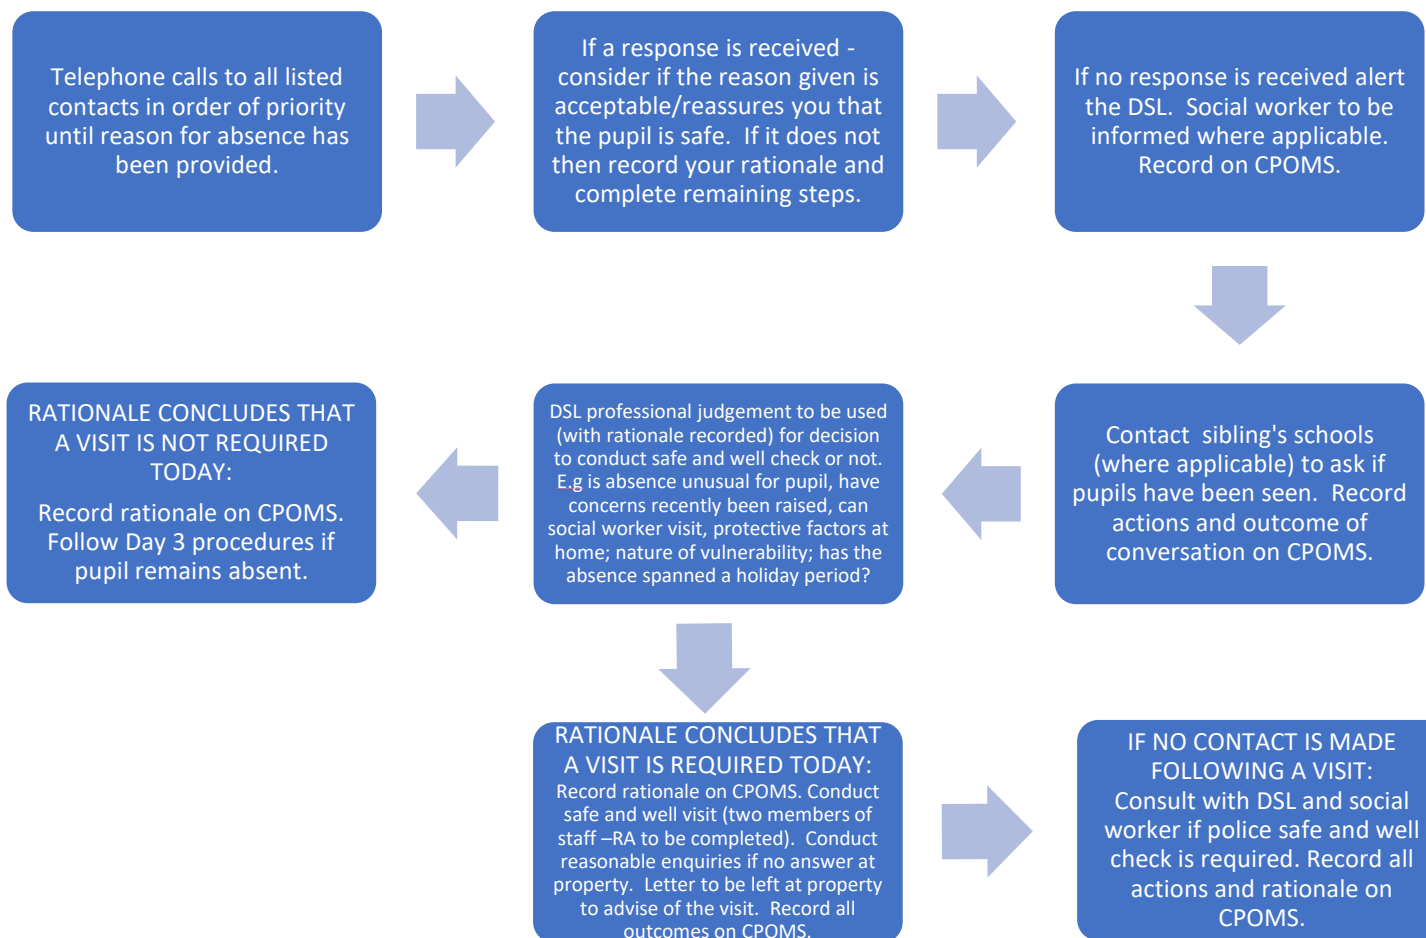 Telephone calls to all listed
contacts in order of priority
until reason for absence has
been provided.
If a response is received -
consider if the reason given is
acceptable/reassures you that
the pupil is safe.  If it does not
then record your rationale and
complete remaining steps.
If no response is received alert
the DSL.  Social worker to be
informed where applicable.
Record on CPOMS.
Contact  sibling's schools
(where applicable) to ask if
pupils have been seen.  Record
actions and outcome of
conversation on CPOMS.
DSL professional judgement to be used
(with rationale recorded) for decision
to conduct safe and well check or not.
E.g is absence unusual for pupil, have
concerns recently been raised, can
social worker visit, protective factors at
home; nature of vulnerability; has the
absence spanned a holiday period?
RATIONALE CONCLUDES THAT
A VISIT IS NOT REQUIRED
TODAY:
Record rationale on CPOMS.
Follow Day 3 procedures if
pupil remains absent.
RATIONALE CONCLUDES THAT
A VISIT IS REQUIRED TODAY:
Record rationale on CPOMS. Conduct
safe and well visit (two members of
staff –RA to be completed).  Conduct
reasonable enquiries if no answer at
property.  Letter to be left at property
to advise of the visit.  Record all
outcomes on CPOMS.
IF NO CONTACT IS MADE
FOLLOWING A VISIT:
Consult with DSL and social
worker if police safe and well
check is required. Record all
actions and rationale on
CPOMS.